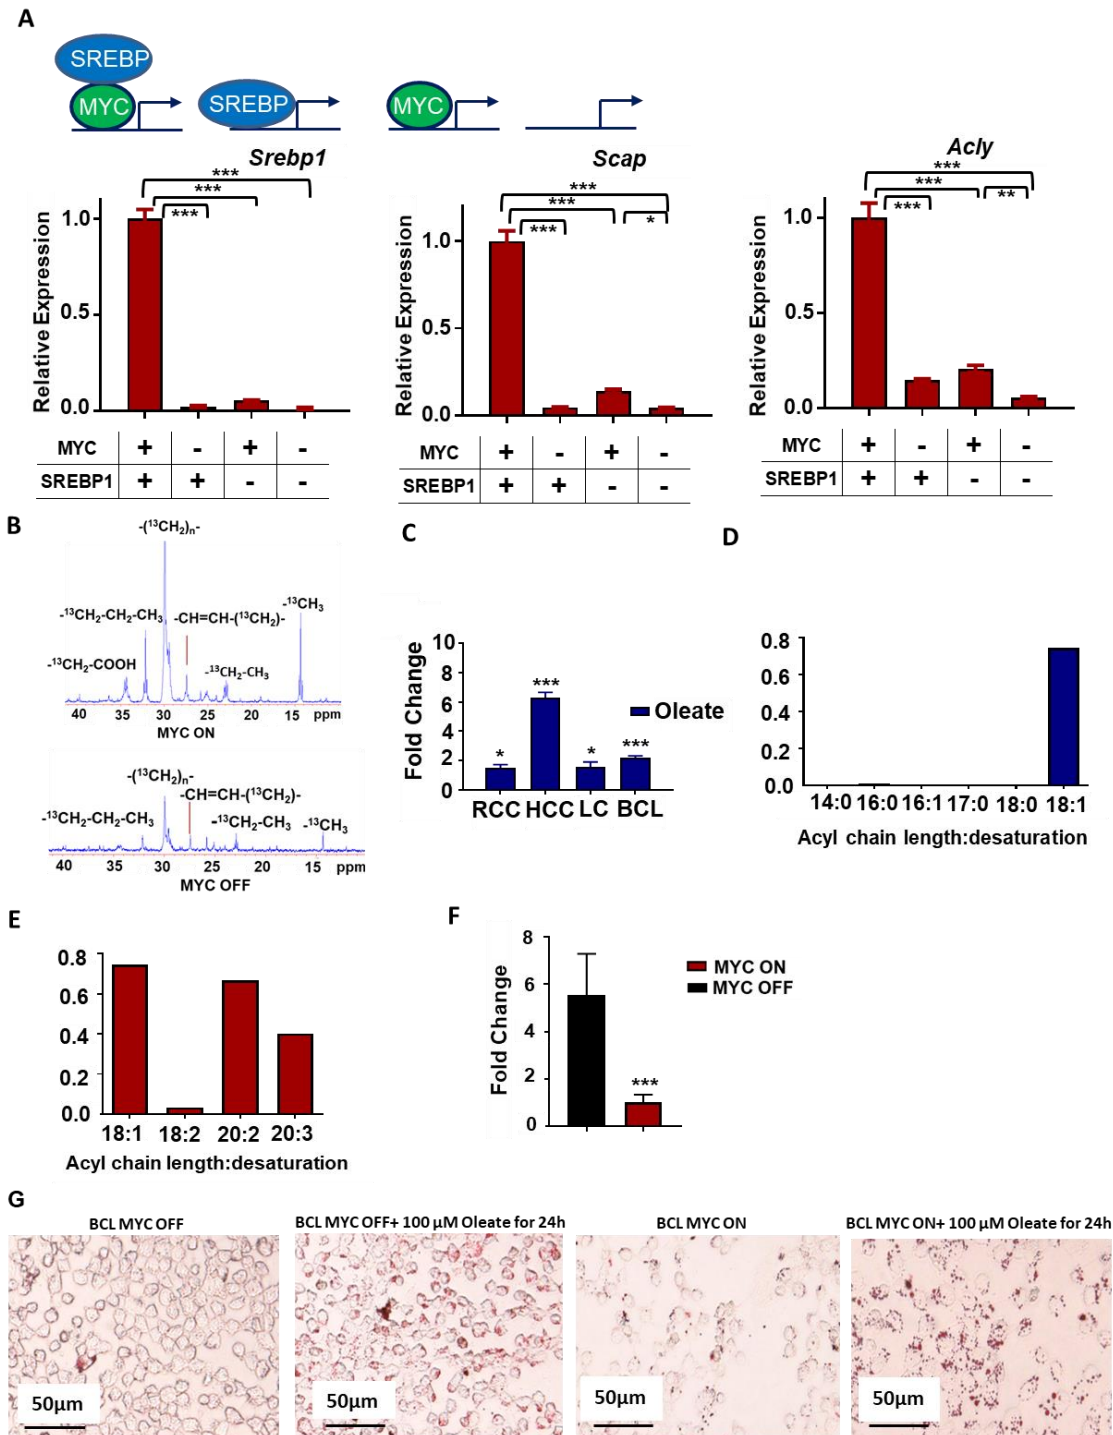 A
SREBP
MYC
SREBP
MYC
Srebp1
Scap
Acly
***
***
***
***
***
***
*
***
***
***
**
Relative Expression
1.0
0.5
0.0
Relative Expression
1.0
0.5
0.0
Relative Expression
1.0
0.5
0.0
MYC + - + -
SREBP1 + + - -
MYC + - + -
SREBP1 + + - -
MYC + - + -
SREBP1 + + - -
B
-(¹³CH₂)ₙ-
-¹³CH₂-CH₂-CH₃
-CH=CH-(¹³CH₂)-
-¹³CH₃
-¹³CH₂-COOH
-¹³CH₂-CH₃
40 35 30 25 20 15 ppm
MYC ON
-(¹³CH₂)ₙ-
-CH=CH-(¹³CH₂)-
-¹³CH₂-CH₂-CH₃
-¹³CH₂-CH₃
-¹³CH₃
40 35 30 25 20 15 ppm
MYC OFF
C
Fold Change
10
8
6
4
2
0
* *** * ***
Oleate
RCC HCC LC BCL
D
0.8
0.6
0.4
0.2
0.0
14:0 16:0 16:1 17:0 18:0 18:1
Acyl chain length:desaturation
E
0.8
0.6
0.4
0.2
0.0
18:1 18:2 20:2 20:3
Acyl chain length:desaturation
F
Fold Change
8
6
4
2
0
***
MYC ON
MYC OFF
G
BCL MYC OFF
BCL MYC OFF+ 100 µM Oleate for 24h
BCL MYC ON
BCL MYC ON+ 100 µM Oleate for 24h
50µm
50µm
50µm
50µm